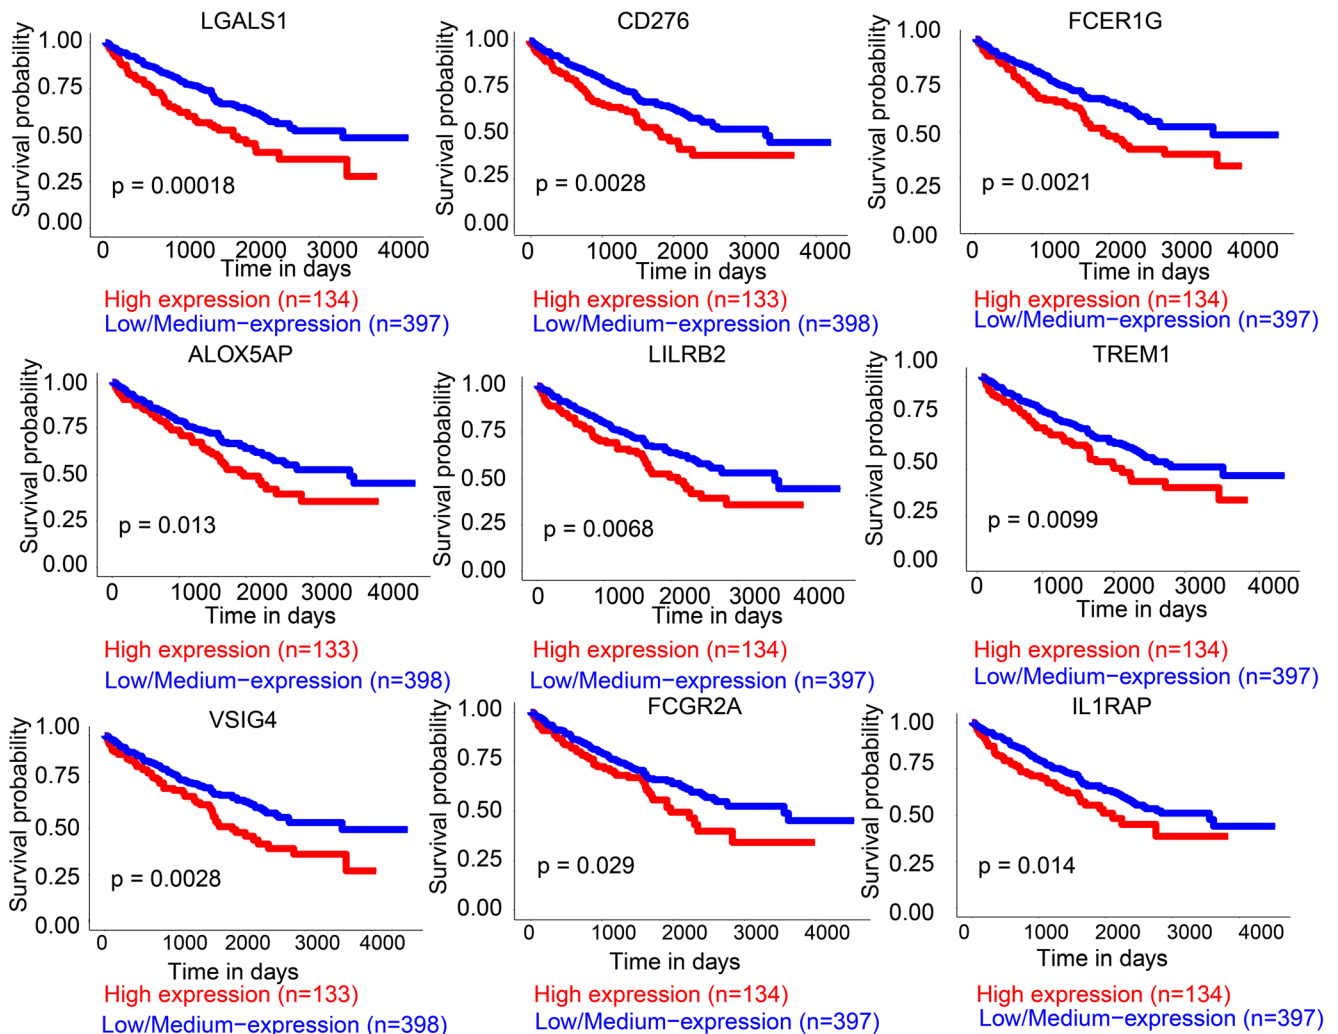 LGALS1
Survival probability
1.00
0.75
0.50
0.25
0.00
p = 0.00018
0 1000 2000 3000 4000
Time in days
High expression (n=134)
Low/Medium−expression (n=397)
CD276
Survival probability
1.00
0.75
0.50
0.25
0.00
p = 0.0028
0 1000 2000 3000 4000
Time in days
High expression (n=133)
Low/Medium−expression (n=398)
FCER1G
Survival probability
1.00
0.75
0.50
0.25
0.00
p = 0.0021
0 1000 2000 3000 4000
Time in days
High expression (n=134)
Low/Medium−expression (n=397)
ALOX5AP
Survival probability
1.00
0.75
0.50
0.25
0.00
p = 0.013
0 1000 2000 3000 4000
Time in days
High expression (n=133)
Low/Medium−expression (n=398)
LILRB2
Survival probability
1.00
0.75
0.50
0.25
0.00
p = 0.0068
0 1000 2000 3000 4000
Time in days
High expression (n=134)
Low/Medium−expression (n=397)
TREM1
Survival probability
1.00
0.75
0.50
0.25
0.00
p = 0.0099
0 1000 2000 3000 4000
Time in days
High expression (n=134)
Low/Medium−expression (n=397)
VSIG4
Survival probability
1.00
0.75
0.50
0.25
0.00
p = 0.0028
0 1000 2000 3000 4000
Time in days
High expression (n=133)
Low/Medium−expression (n=398)
FCGR2A
Survival probability
1.00
0.75
0.50
0.25
0.00
p = 0.029
0 1000 2000 3000 4000
Time in days
High expression (n=134)
Low/Medium−expression (n=397)
IL1RAP
Survival probability
1.00
0.75
0.50
0.25
0.00
p = 0.014
0 1000 2000 3000 4000
Time in days
High expression (n=134)
Low/Medium−expression (n=397)